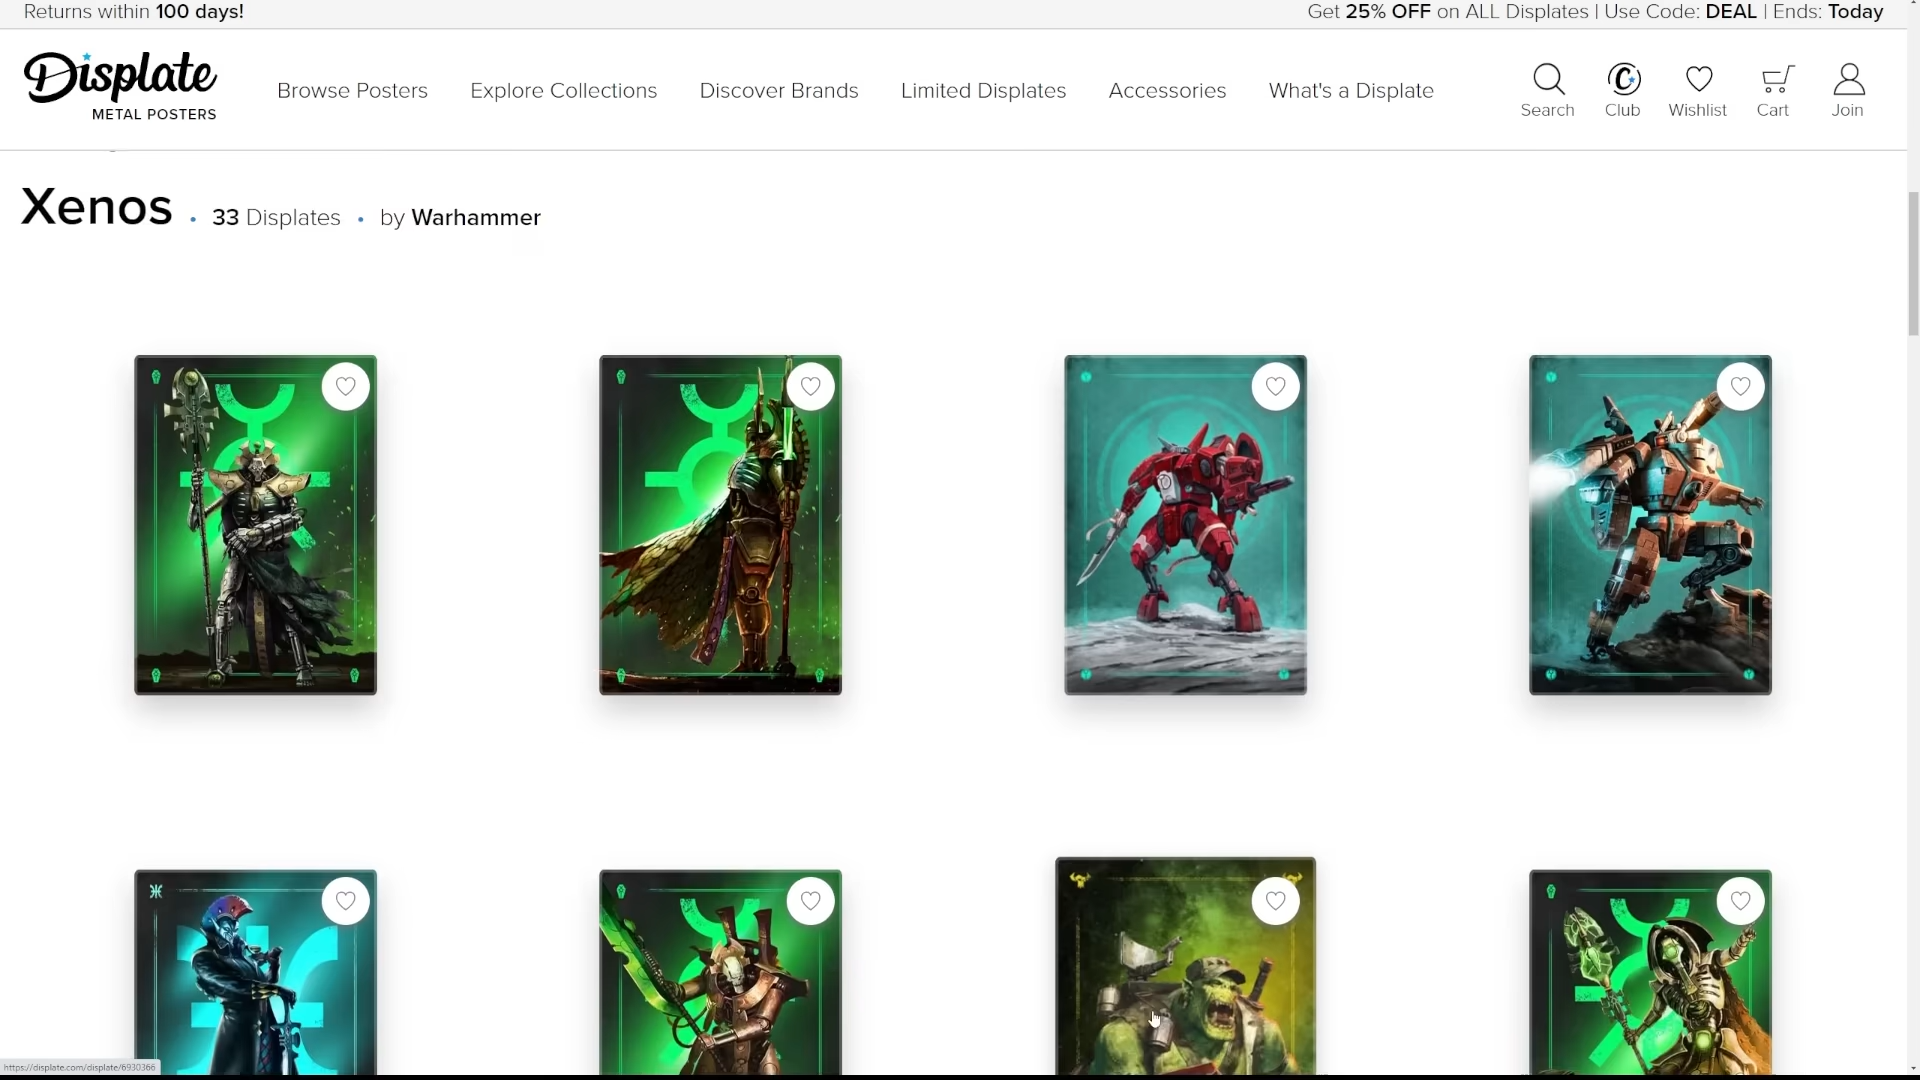 Returns within 100 days!
Get 25% OFF on ALL Displates | Use Code: DEAL | Ends: Today
Displate
METAL POSTERS
Browse Posters
Explore Collections
Discover Brands
Limited Displates
Accessories
What's a Displate
Search
Club
Wishlist
Cart
Join
Xenos • 33 Displates • by Warhammer
https://displate.com/displate/6930366